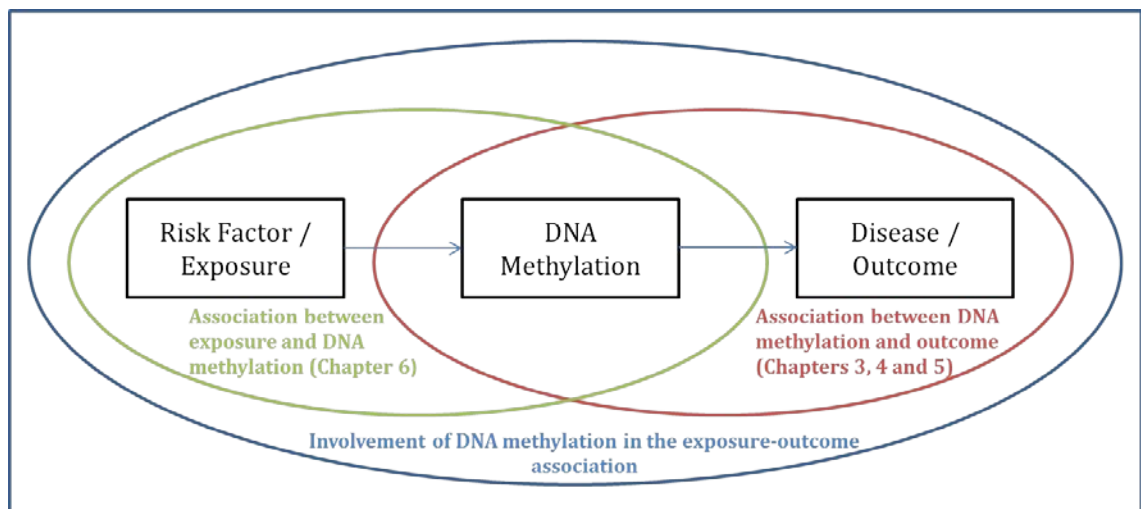 Risk Factor /
Exposure
DNA
Methylation
Disease /
Outcome
Association between
exposure and DNA
methylation (Chapter 6)
Association between DNA
methylation and outcome
(Chapters 3, 4 and 5)
Involvement of DNA methylation in the exposure-outcome
association